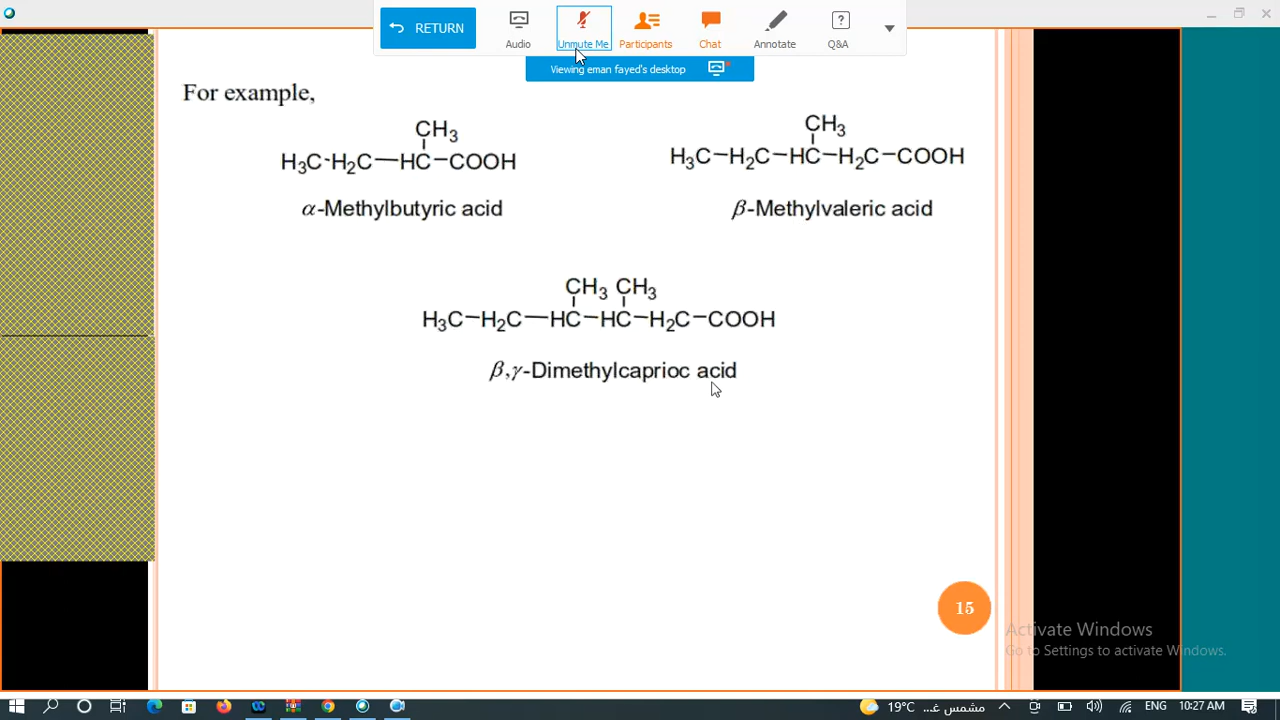 RETURN
Audio
Unmute Me
Participants
Chat
Annotate
Q&A
Viewing eman fayed's desktop
For example,
CH3
H3C-H2C—HC-COOH
α-Methylbutyric acid
CH3
H3C-H2C-HC-H2C-COOH
β-Methylvaleric acid
CH3 CH3
H3C-H2C—HC-HC-H2C-COOH
β,γ-Dimethylcaprioc acid
15
Activate Windows
Go to Settings to activate Windows.
19°C
مشمس غـ...
ENG
10:27 AM